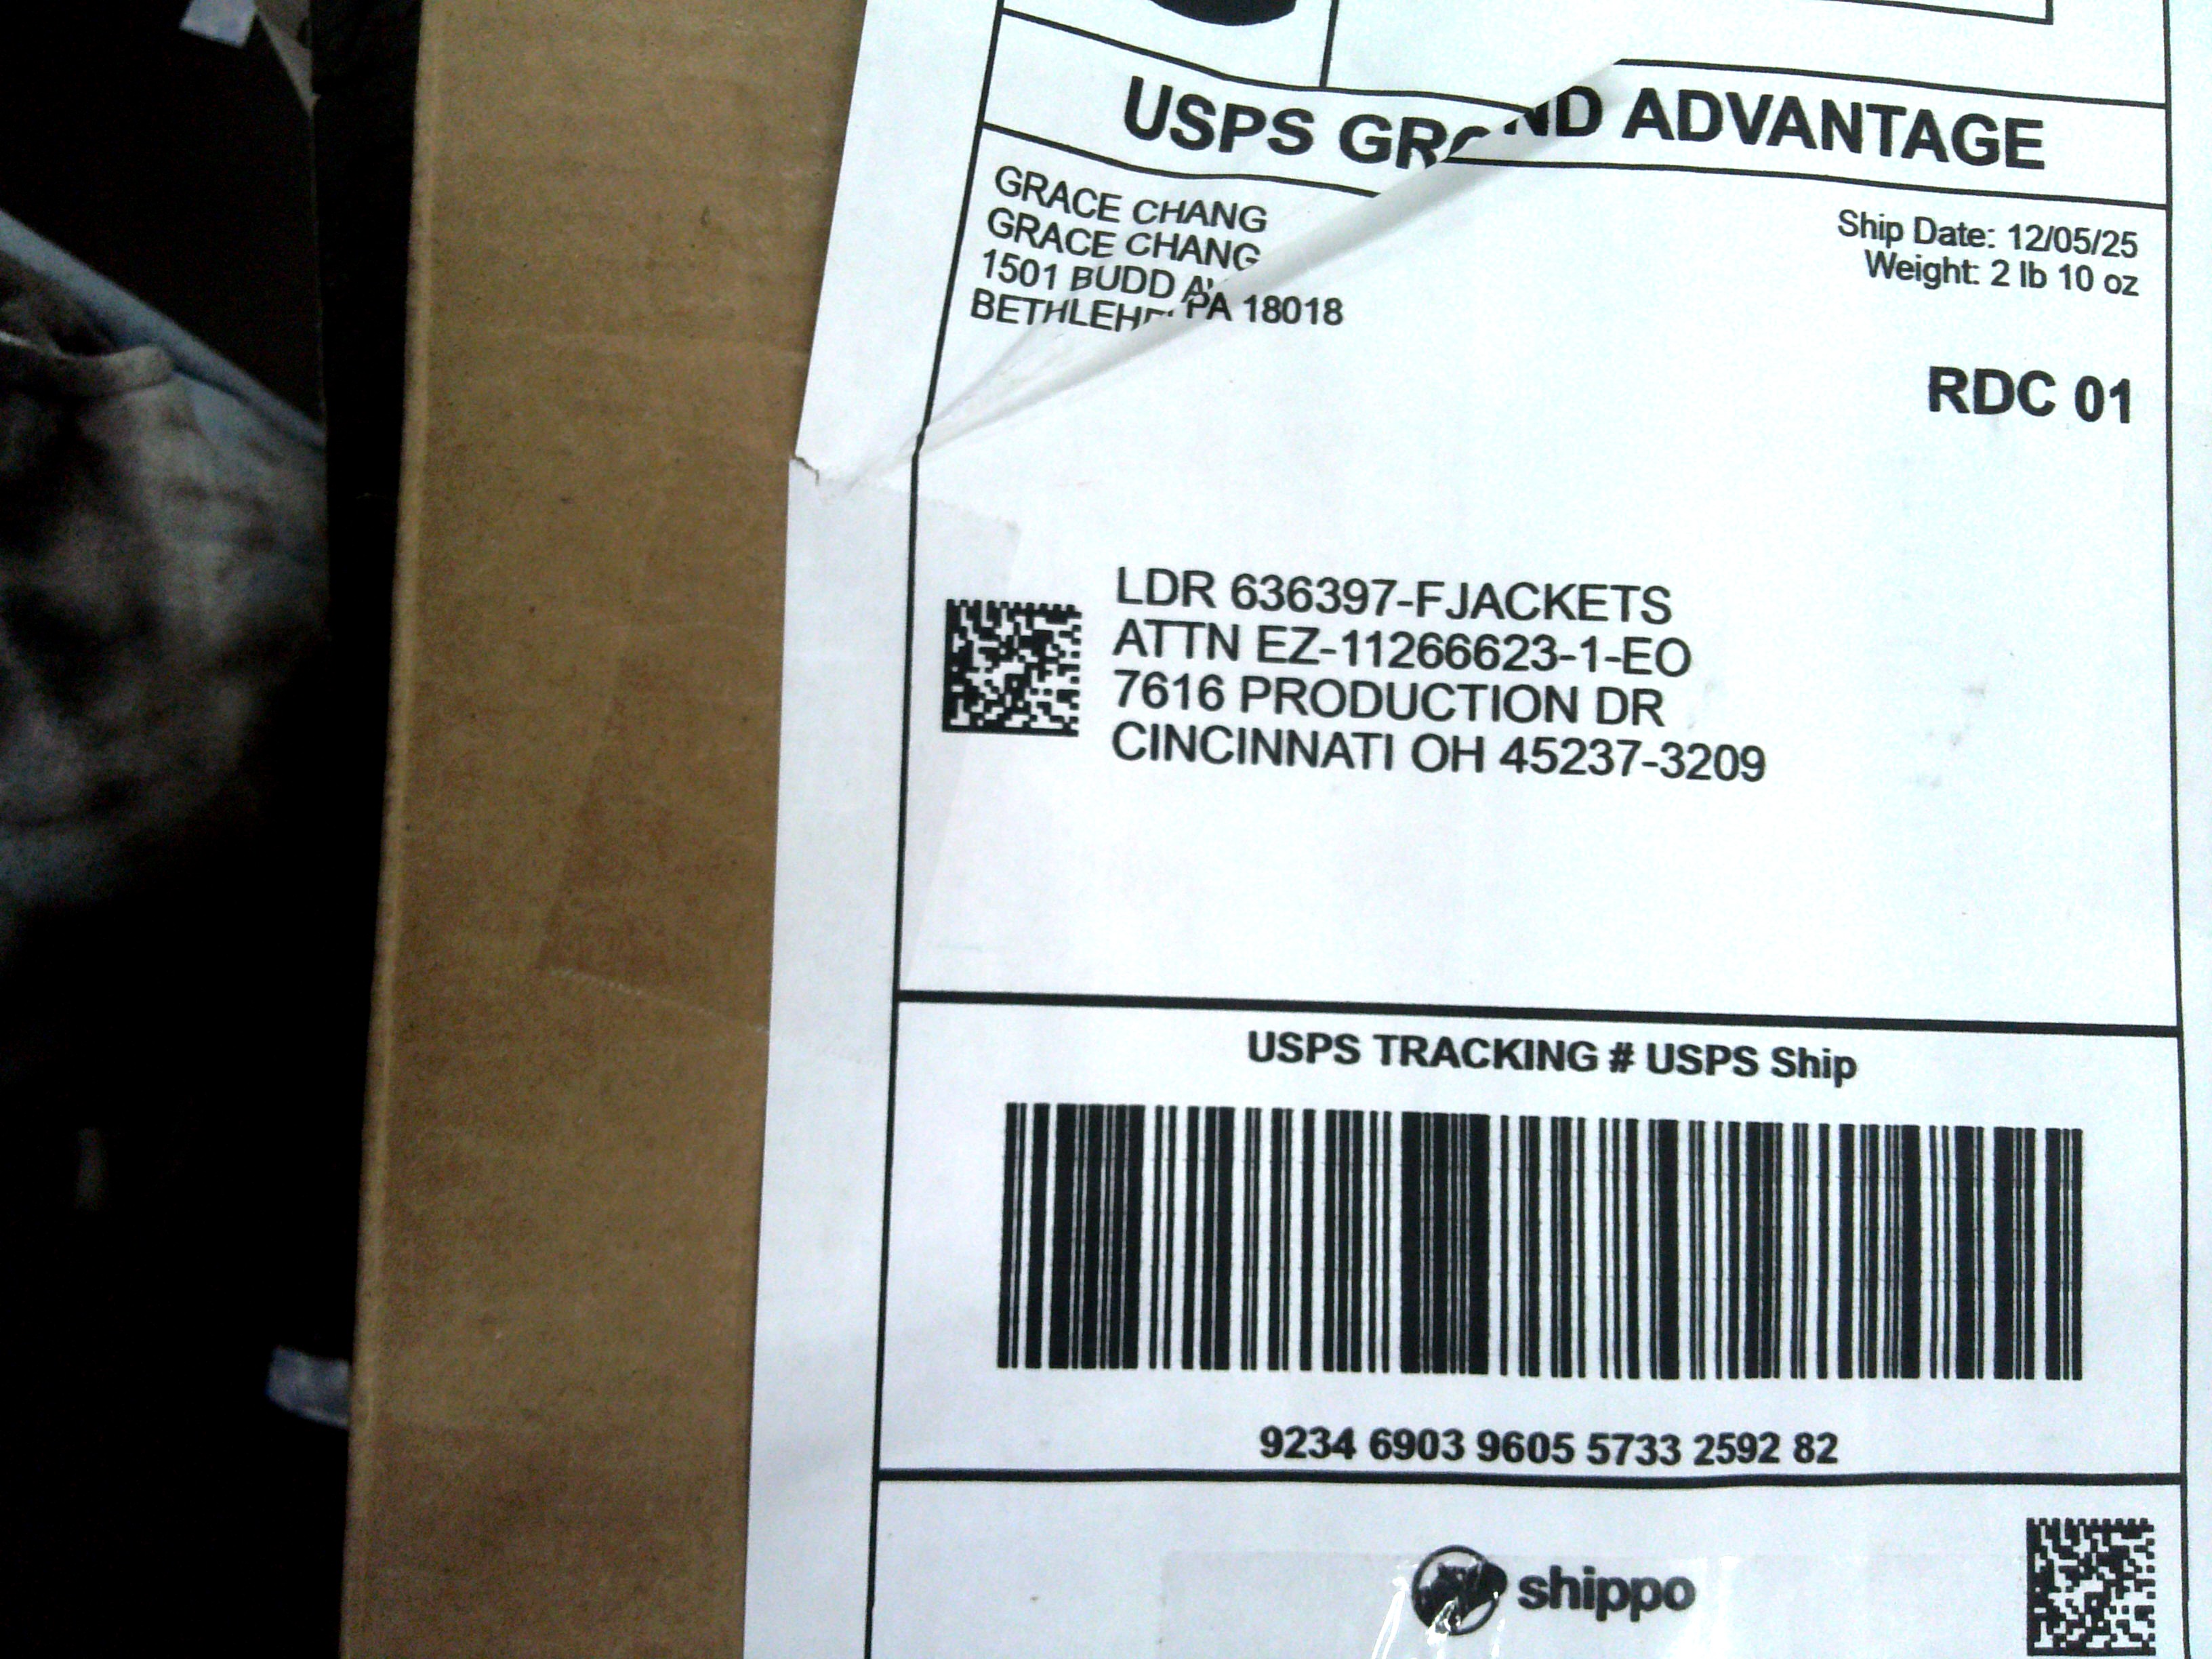 USPS GR ND ADVANTAGE
GRACE CHANG
GRACE CHANG
1501 BUDD
BETHLEHE PA 18018
Ship Date: 12/05/25
Weight: 2 lb 10 oz
RDC 01
LDR 636397-FJACKETS
ATTN EZ-11266623-1-EO
7616 PRODUCTION DR
CINCINNATI OH 45237-3209
USPS TRACKING # USPS Ship
9234 6903 9605 5733 2592 82
shippo